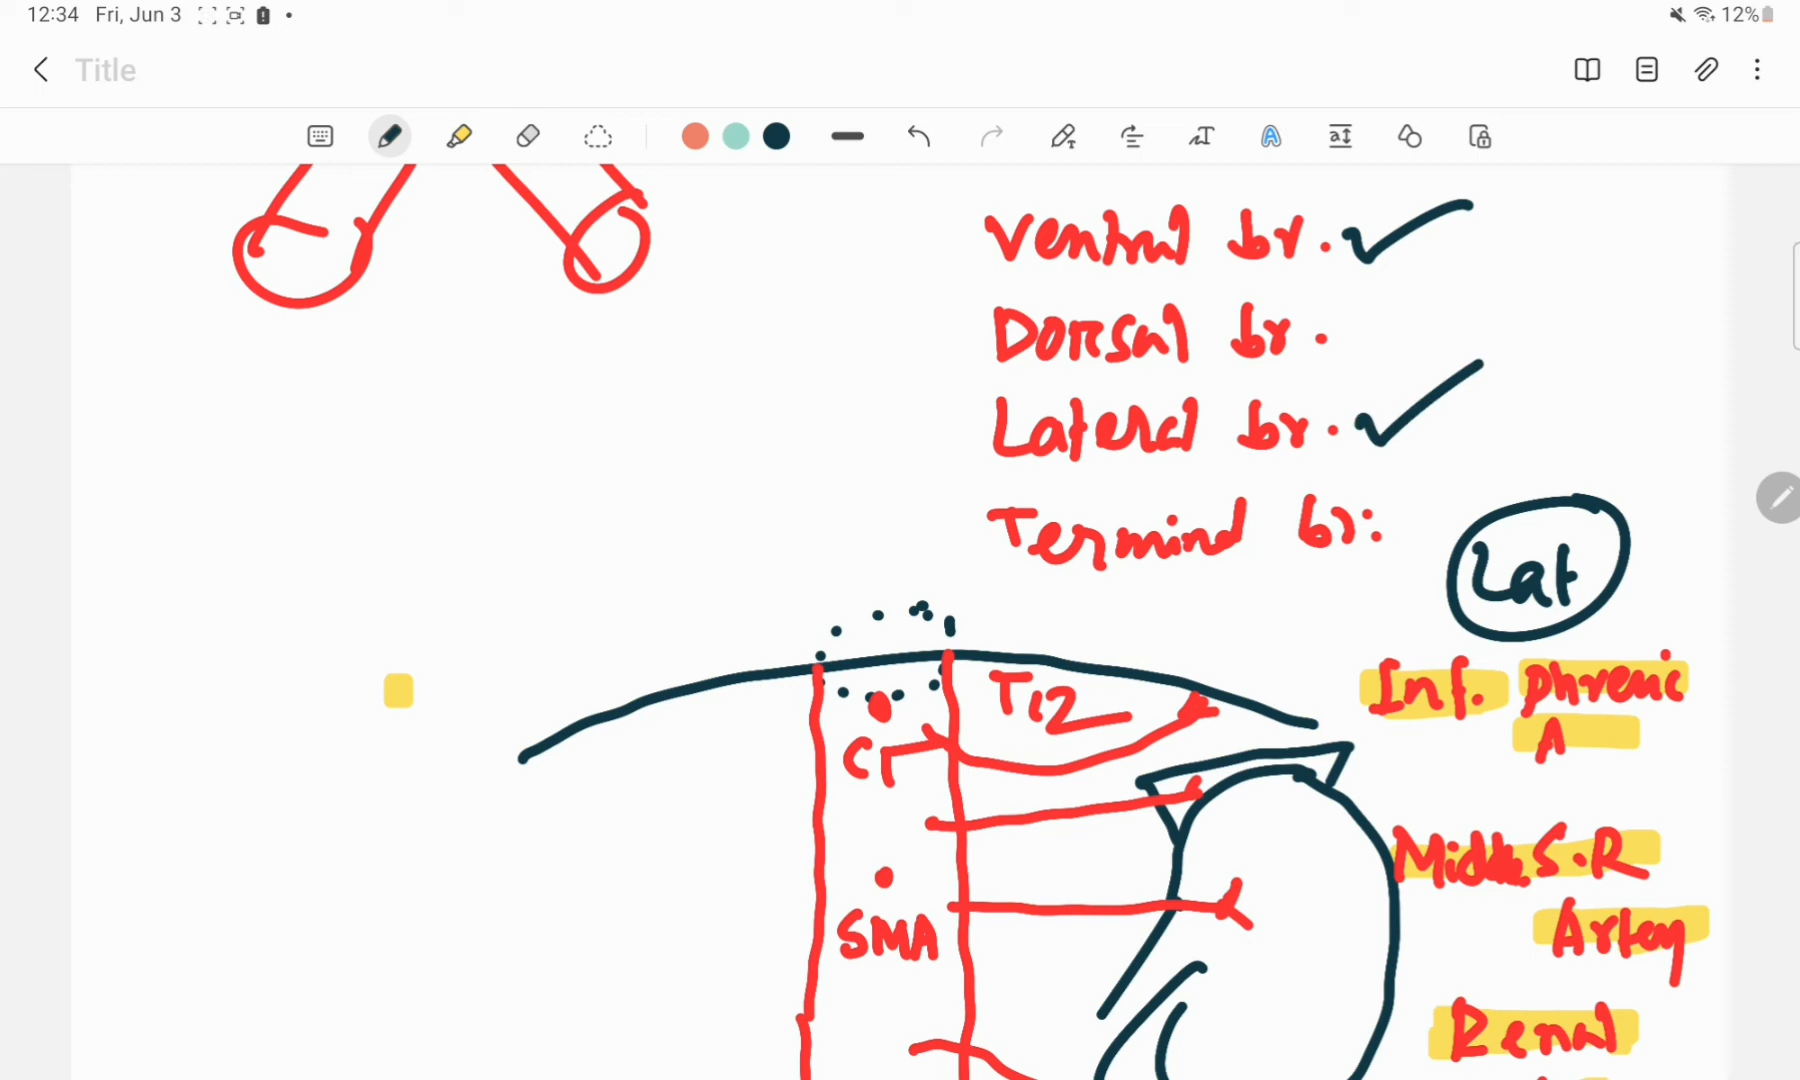 12:34 Fri, Jun 3
12%
Title
Ventral br.
Dorsal br.
Lateral br.
Terminal br:
Lat
Inf. Phrenic
A
T12
CT
Middle S.R
Artery
SMA
Renal